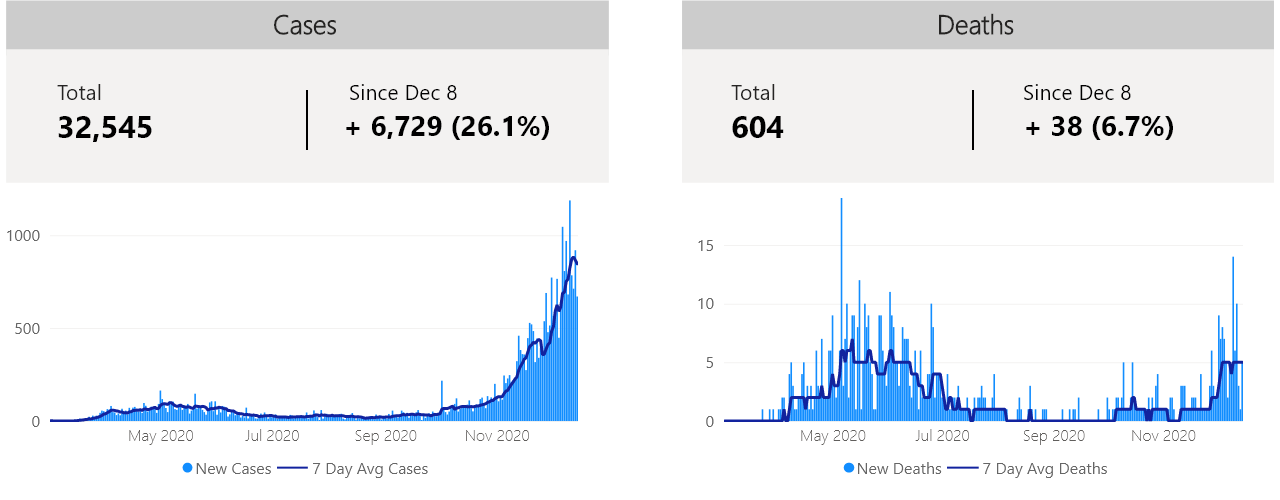 Cases
Total
32,545
Since Dec 8
+ 6,729 (26.1%)
1000
500
0
May 2020
Jul 2020
Sep 2020
Nov 2020
New Cases
7 Day Avg Cases
Deaths
Total
604
Since Dec 8
+ 38 (6.7%)
15
10
5
0
May 2020
Jul 2020
Sep 2020
Nov 2020
New Deaths
7 Day Avg Deaths